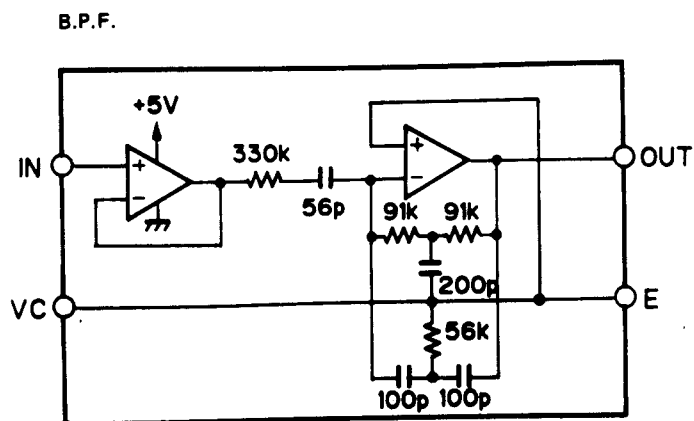 B.P.F.
+5V
IN
+
-
330k
56p
+
-
OUT
91k
91k
200p
VC
E
56k
100p
100p